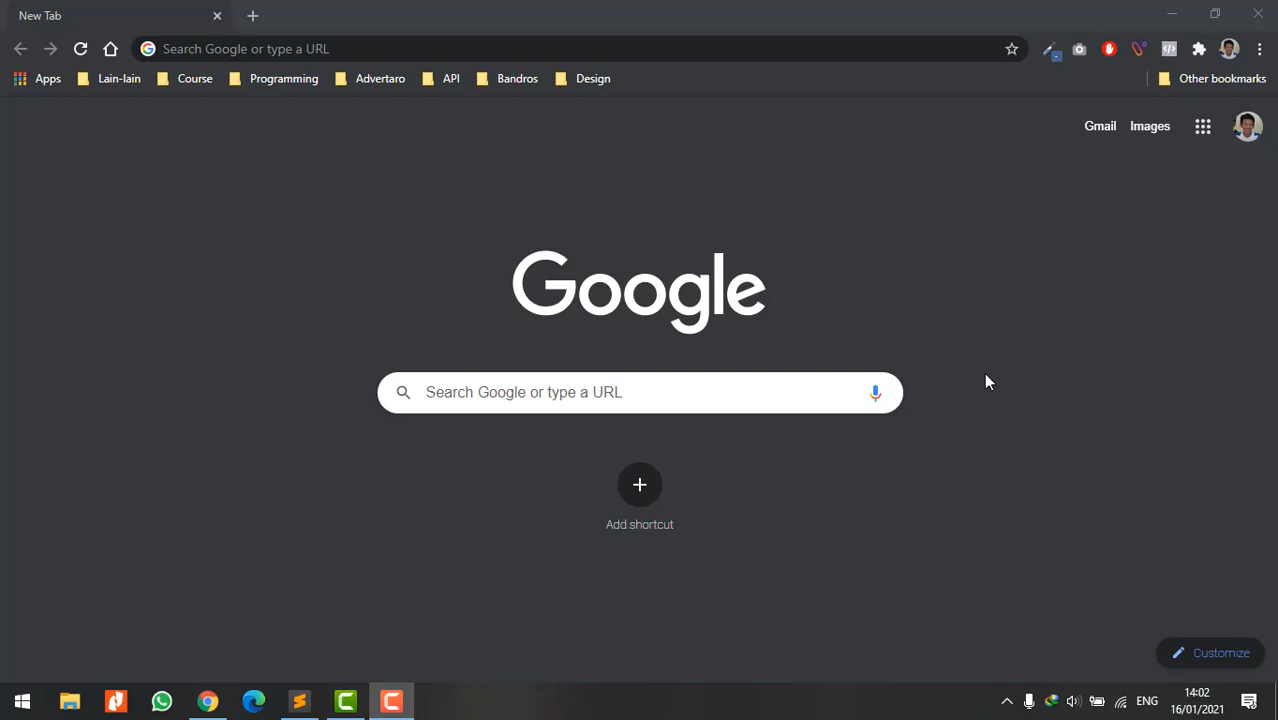 New Tab
Search Google or type a URL
Apps Lain-lain Course Programming Advertaro API Bandros Design Other bookmarks
Gmail Images
Google
Search Google or type a URL
Add shortcut
Customize
ENG
14:02
16/01/2021